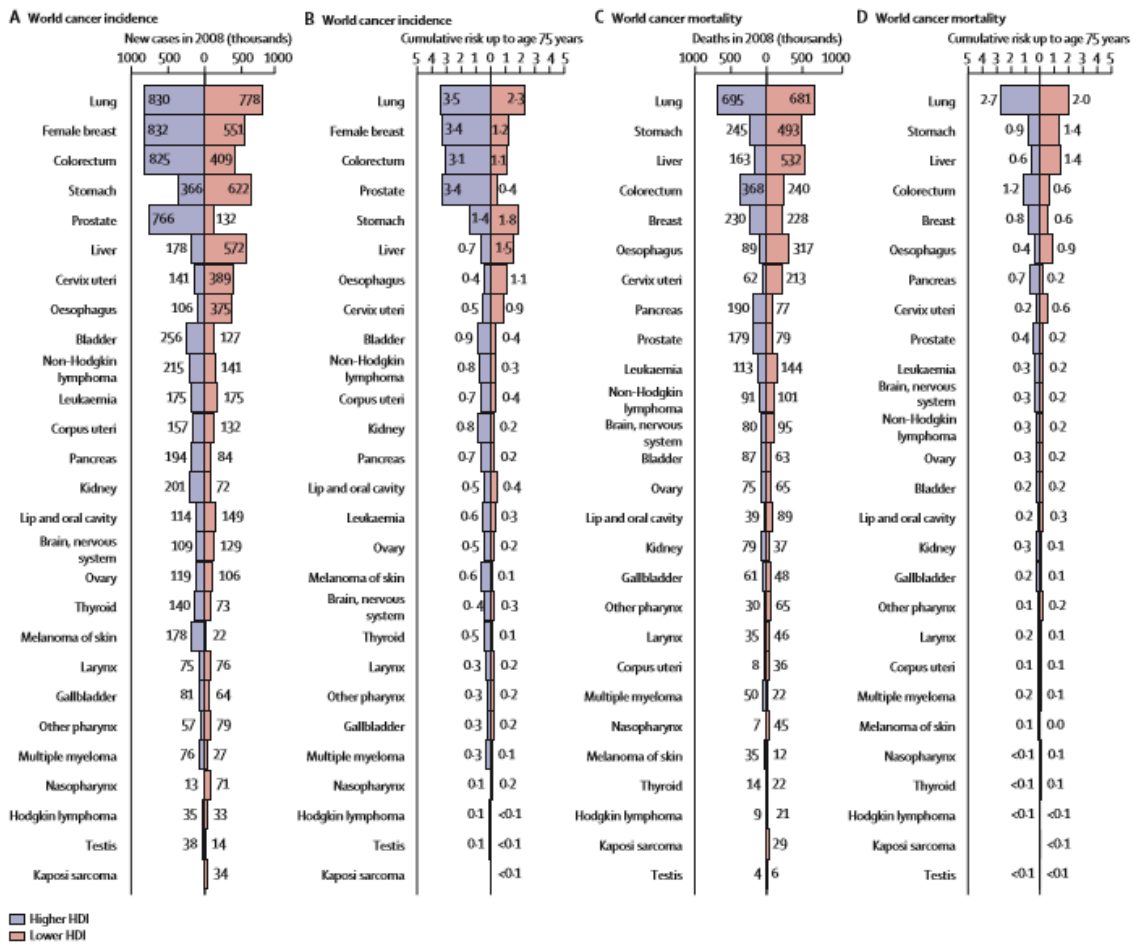 A World cancer incidence
New cases in 2008 (thousands)
1000 500 0 500 1000
Lung 830 778
Female breast 832 551
Colorectum 825 409
Stomach 366 622
Prostate 766 132
Liver 178 572
Cervix uteri 141 389
Oesophagus 106 375
Bladder 256 127
Non-Hodgkin
lymphoma 215 141
Leukaemia 175 175
Corpus uteri 157 132
Pancreas 194 84
Kidney 201 72
Lip and oral cavity 114 149
Brain, nervous
system 109 129
Ovary 119 106
Thyroid 140 73
Melanoma of skin 178 22
Larynx 75 76
Gallbladder 81 64
Other pharynx 57 79
Multiple myeloma 76 27
Nasopharynx 13 71
Hodgkin lymphoma 35 33
Testis 38 14
Kaposi sarcoma 34
B World cancer incidence
Cumulative risk up to age 75 years
5 4 3 2 1 0 1 2 3 4 5
Lung 3·5 2·3
Female breast 3·4 1·2
Colorectum 3·1 1·1
Prostate 3·4 0·4
Stomach 1·4 1·8
Liver 0·7 1·5
Oesophagus 0·4 1·1
Cervix uteri 0·5 0·9
Bladder 0·9 0·4
Non-Hodgkin
lymphoma 0·8 0·3
Corpus uteri 0·7 0·4
Kidney 0·8 0·2
Pancreas 0·7 0·2
Lip and oral cavity 0·5 0·4
Leukaemia 0·6 0·3
Ovary 0·5 0·2
Melanoma of skin 0·6 0·1
Brain, nervous
system 0·4 0·3
Thyroid 0·5 0·1
Larynx 0·3 0·2
Other pharynx 0·3 0·2
Gallbladder 0·3 0·2
Multiple myeloma 0·3 0·1
Nasopharynx 0·1 0·2
Hodgkin lymphoma 0·1 <0·1
Testis 0·1 <0·1
Kaposi sarcoma <0·1
C World cancer mortality
Deaths in 2008 (thousands)
1000 500 0 500 1000
Lung 695 681
Stomach 245 493
Liver 163 532
Colorectum 368 240
Breast 230 228
Oesophagus 89 317
Cervix uteri 62 213
Pancreas 190 77
Prostate 179 79
Leukaemia 113 144
Non-Hodgkin
lymphoma 91 101
Brain, nervous
system 80 95
Bladder 87 63
Ovary 75 65
Lip and oral cavity 39 89
Kidney 79 37
Gallbladder 61 48
Other pharynx 30 65
Larynx 35 46
Corpus uteri 8 36
Multiple myeloma 50 22
Nasopharynx 7 45
Melanoma of skin 35 12
Thyroid 14 22
Hodgkin lymphoma 9 21
Kaposi sarcoma 29
Testis 4 6
D World cancer mortality
Cumulative risk up to age 75 years
5 4 3 2 1 0 1 2 3 4 5
Lung 2·7 2·0
Stomach 0·9 1·4
Liver 0·6 1·4
Colorectum 1·2 0·6
Breast 0·8 0·6
Oesophagus 0·4 0·9
Pancreas 0·7 0·2
Cervix uteri 0·2 0·6
Prostate 0·4 0·2
Leukaemia 0·3 0·2
Brain, nervous
system 0·3 0·2
Non-Hodgkin
lymphoma 0·3 0·2
Ovary 0·3 0·2
Bladder 0·2 0·2
Lip and oral cavity 0·2 0·3
Kidney 0·3 0·1
Gallbladder 0·2 0·1
Other pharynx 0·1 0·2
Larynx 0·2 0·1
Corpus uteri 0·1 0·1
Multiple myeloma 0·2 0·1
Melanoma of skin 0·1 0·0
Nasopharynx <0·1 0·1
Thyroid <0·1 0·1
Hodgkin lymphoma <0·1 <0·1
Kaposi sarcoma <0·1
Testis <0·1 <0·1
Higher HDI
Lower HDI